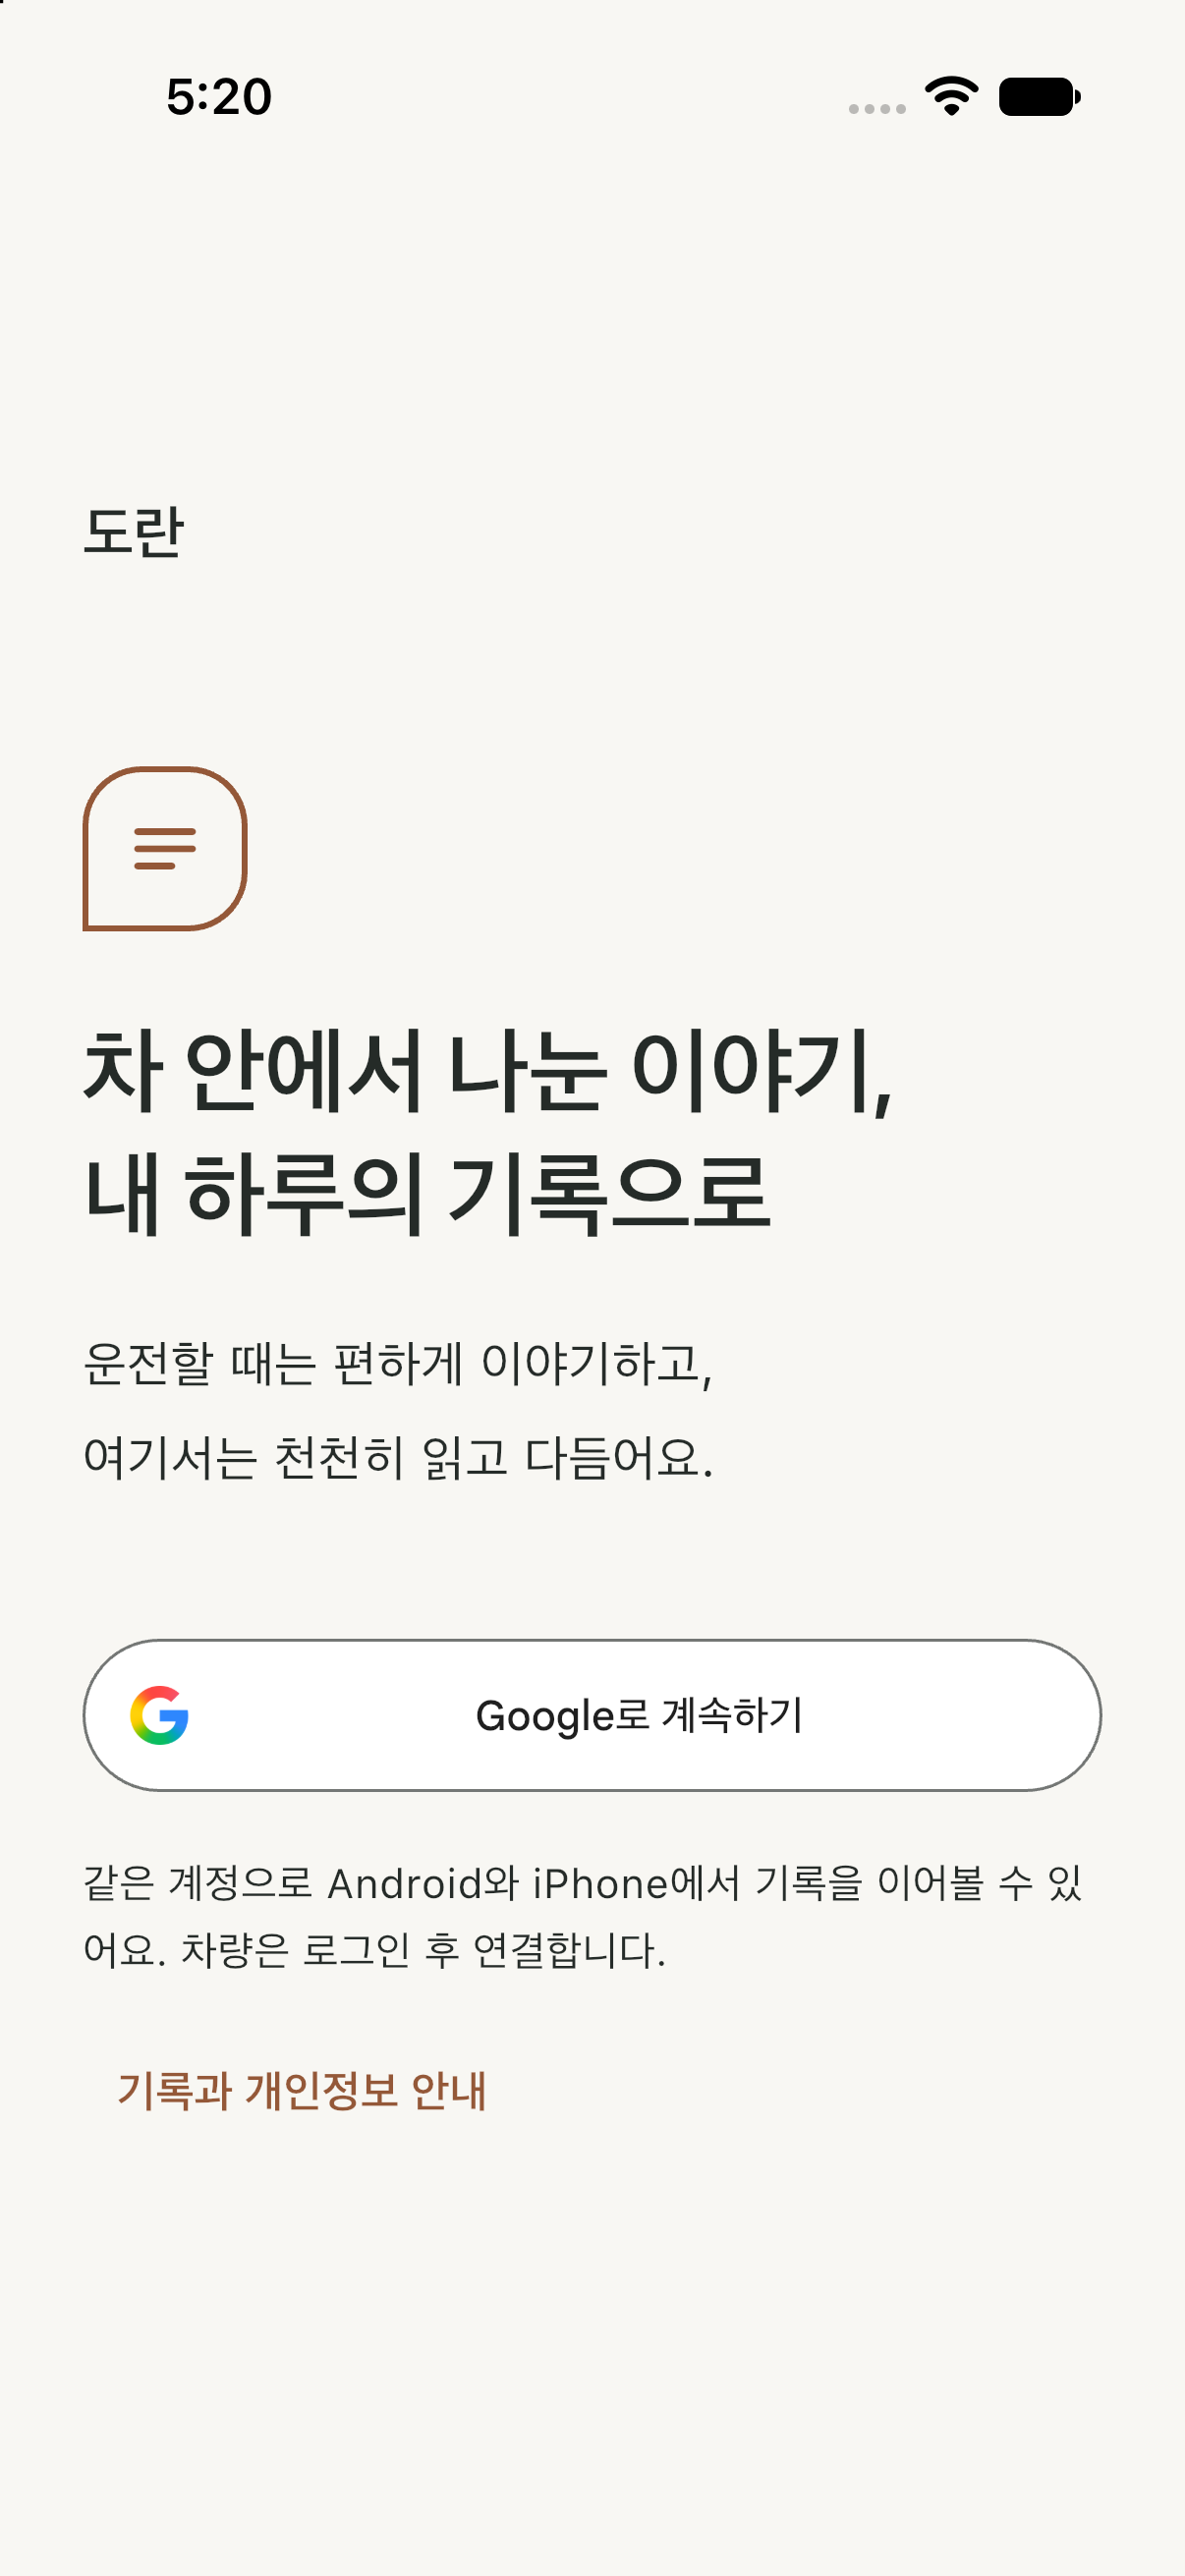 5:20
도란
차 안에서 나눈 이야기,
내 하루의 기록으로
운전할 때는 편하게 이야기하고,
여기서는 천천히 읽고 다듬어요.
Google로 계속하기
같은 계정으로 Android와 iPhone에서 기록을 이어볼 수 있
어요. 차량은 로그인 후 연결합니다.
기록과 개인정보 안내